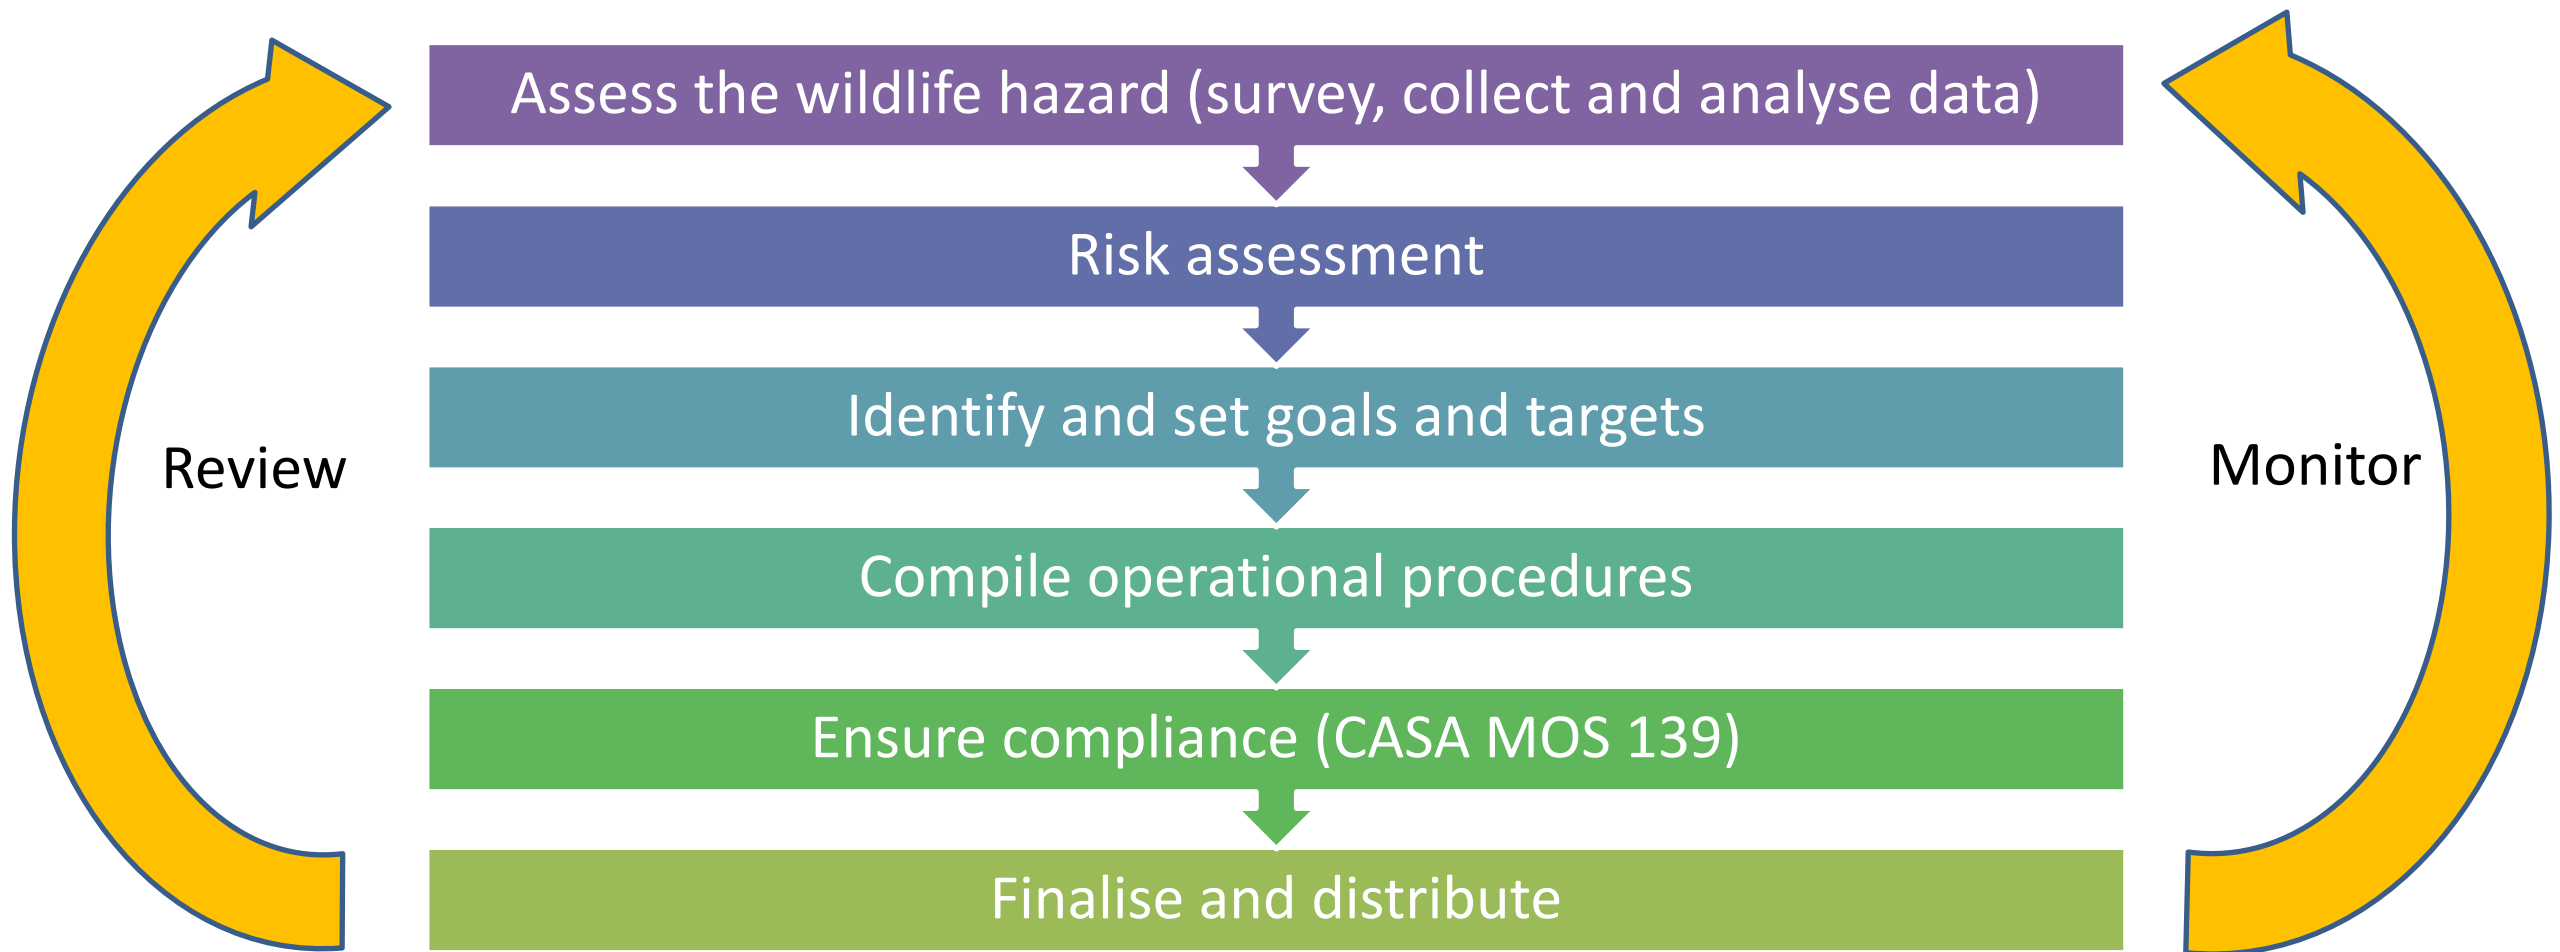 Assess the wildlife hazard (survey, collect and analyse data)
Risk assessment
Identify and set goals and targets
Review
Monitor
Compile operational procedures
Ensure compliance (CASA MOS 139)
Finalise and distribute